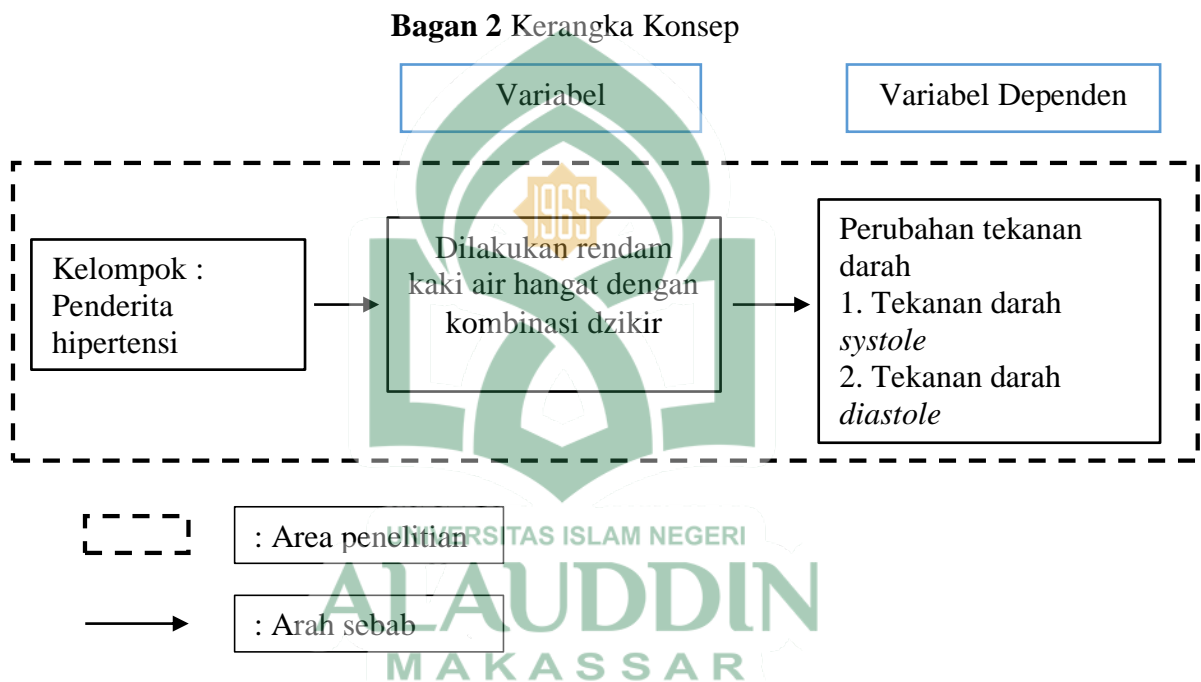 Bagan 2 Kerangka Konsep
Variabel
Variabel Dependen
1965
Kelompok :
Penderita
hipertensi
Dilakukan rendam
kaki air hangat dengan
kombinasi dzikir
Perubahan tekanan
darah
1. Tekanan darah
systole
2. Tekanan darah
diastole
: Area penelitian
UNIVERSITAS ISLAM NEGERI
ALAUDDIN
: Arah sebab
MAKASSAR